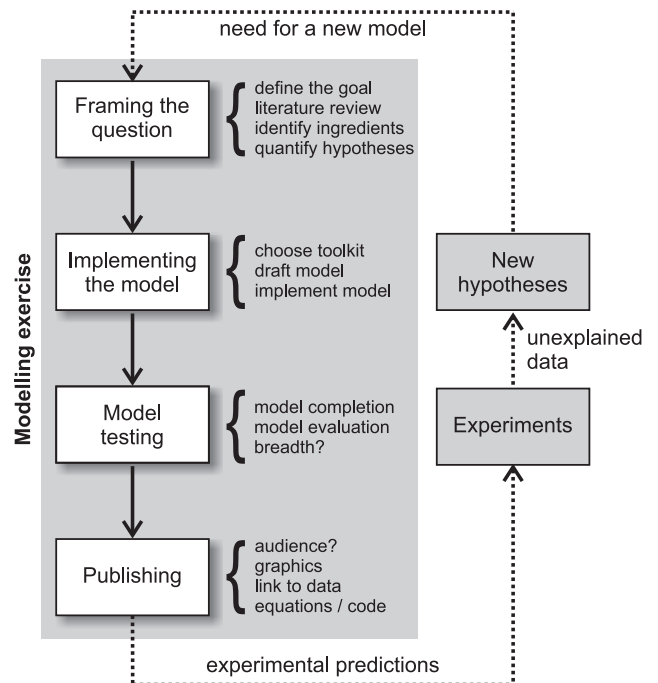 need for a new model
Framing the
question
define the goal
literature review
identify ingredients
quantify hypotheses
Modelling exercise
Implementing
the model
choose toolkit
draft model
implement model
Model
testing
model completion
model evaluation
breadth?
Publishing
audience?
graphics
link to data
equations / code
experimental predictions
Experiments
unexplained
data
New
hypotheses